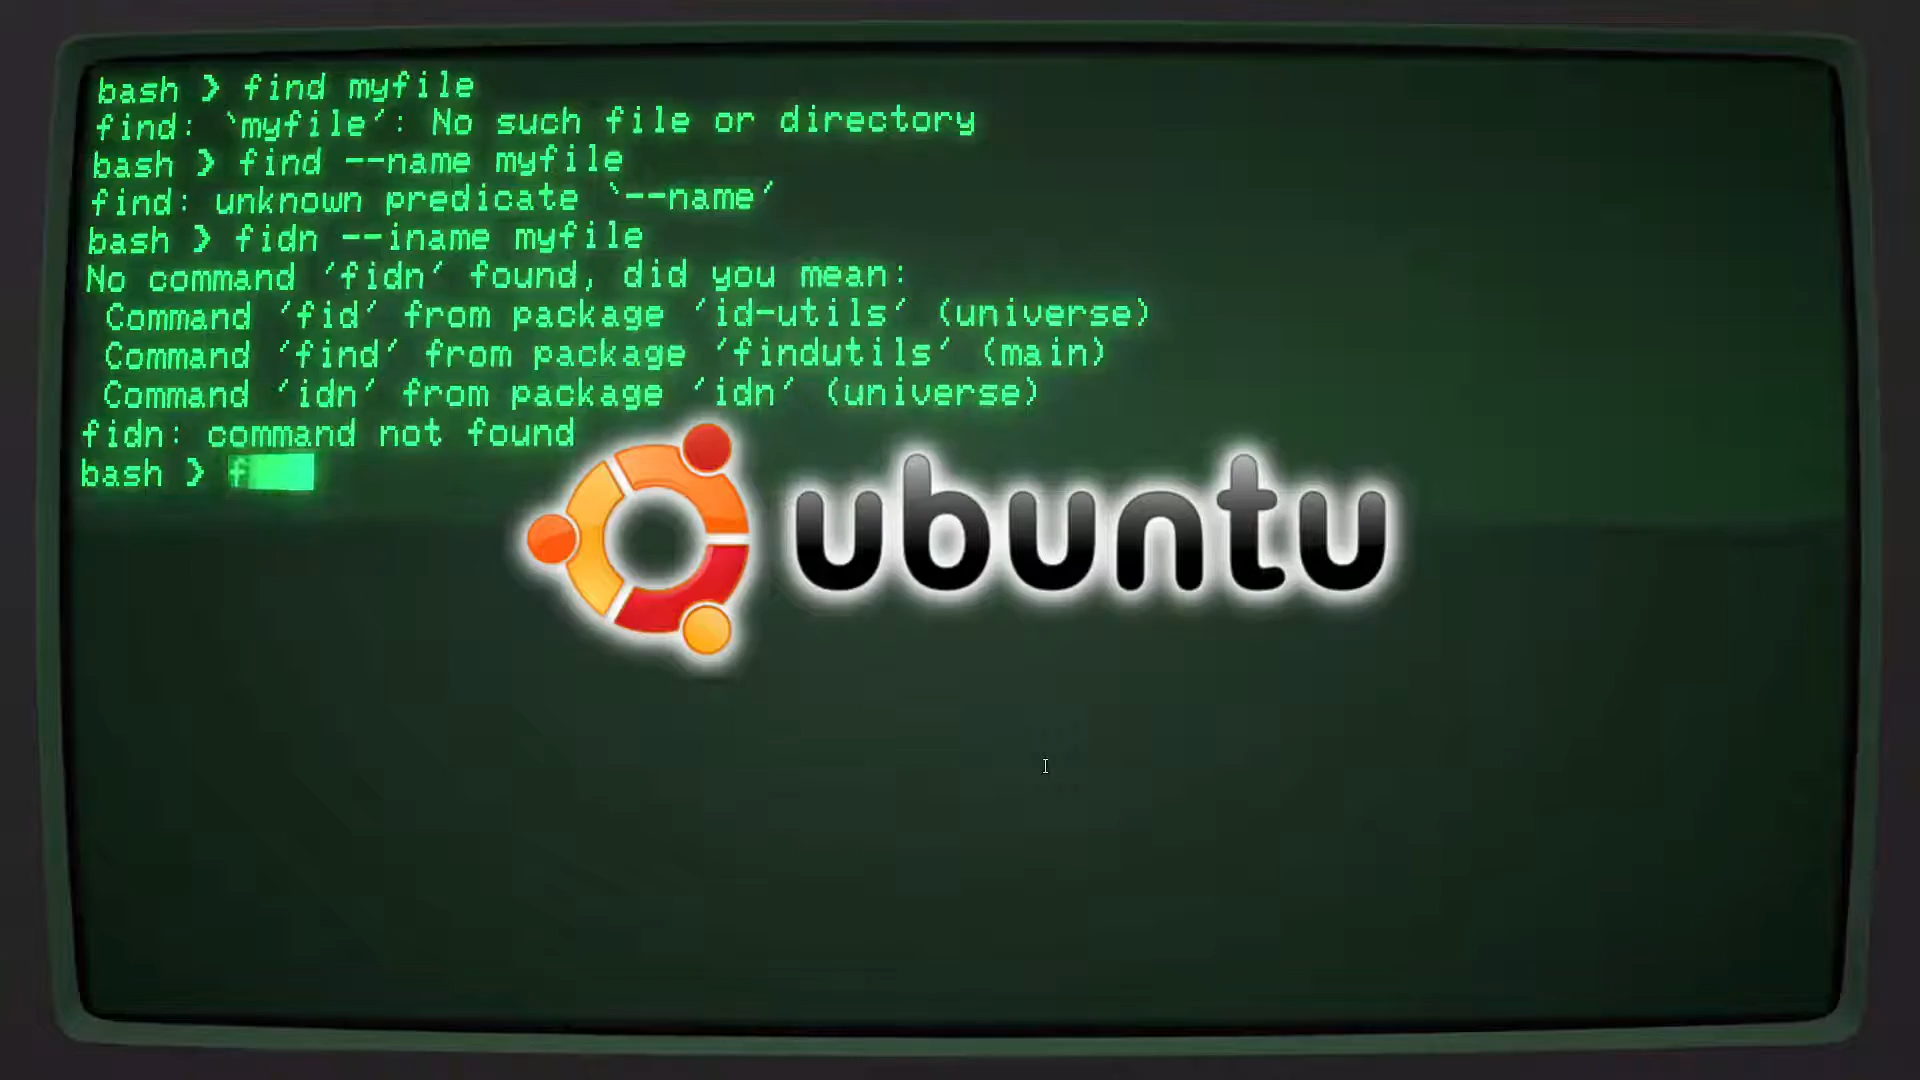 bash ❯ find myfile
find: `myfile': No such file or directory
bash ❯ find --name myfile
find: unknown predicate `--name'
bash ❯ fidn --iname myfile
No command 'fidn' found, did you mean:
 Command 'fid' from package 'id-utils' (universe)
 Command 'find' from package 'findutils' (main)
 Command 'idn' from package 'idn' (universe)
fidn: command not found
bash ❯ f
ubuntu